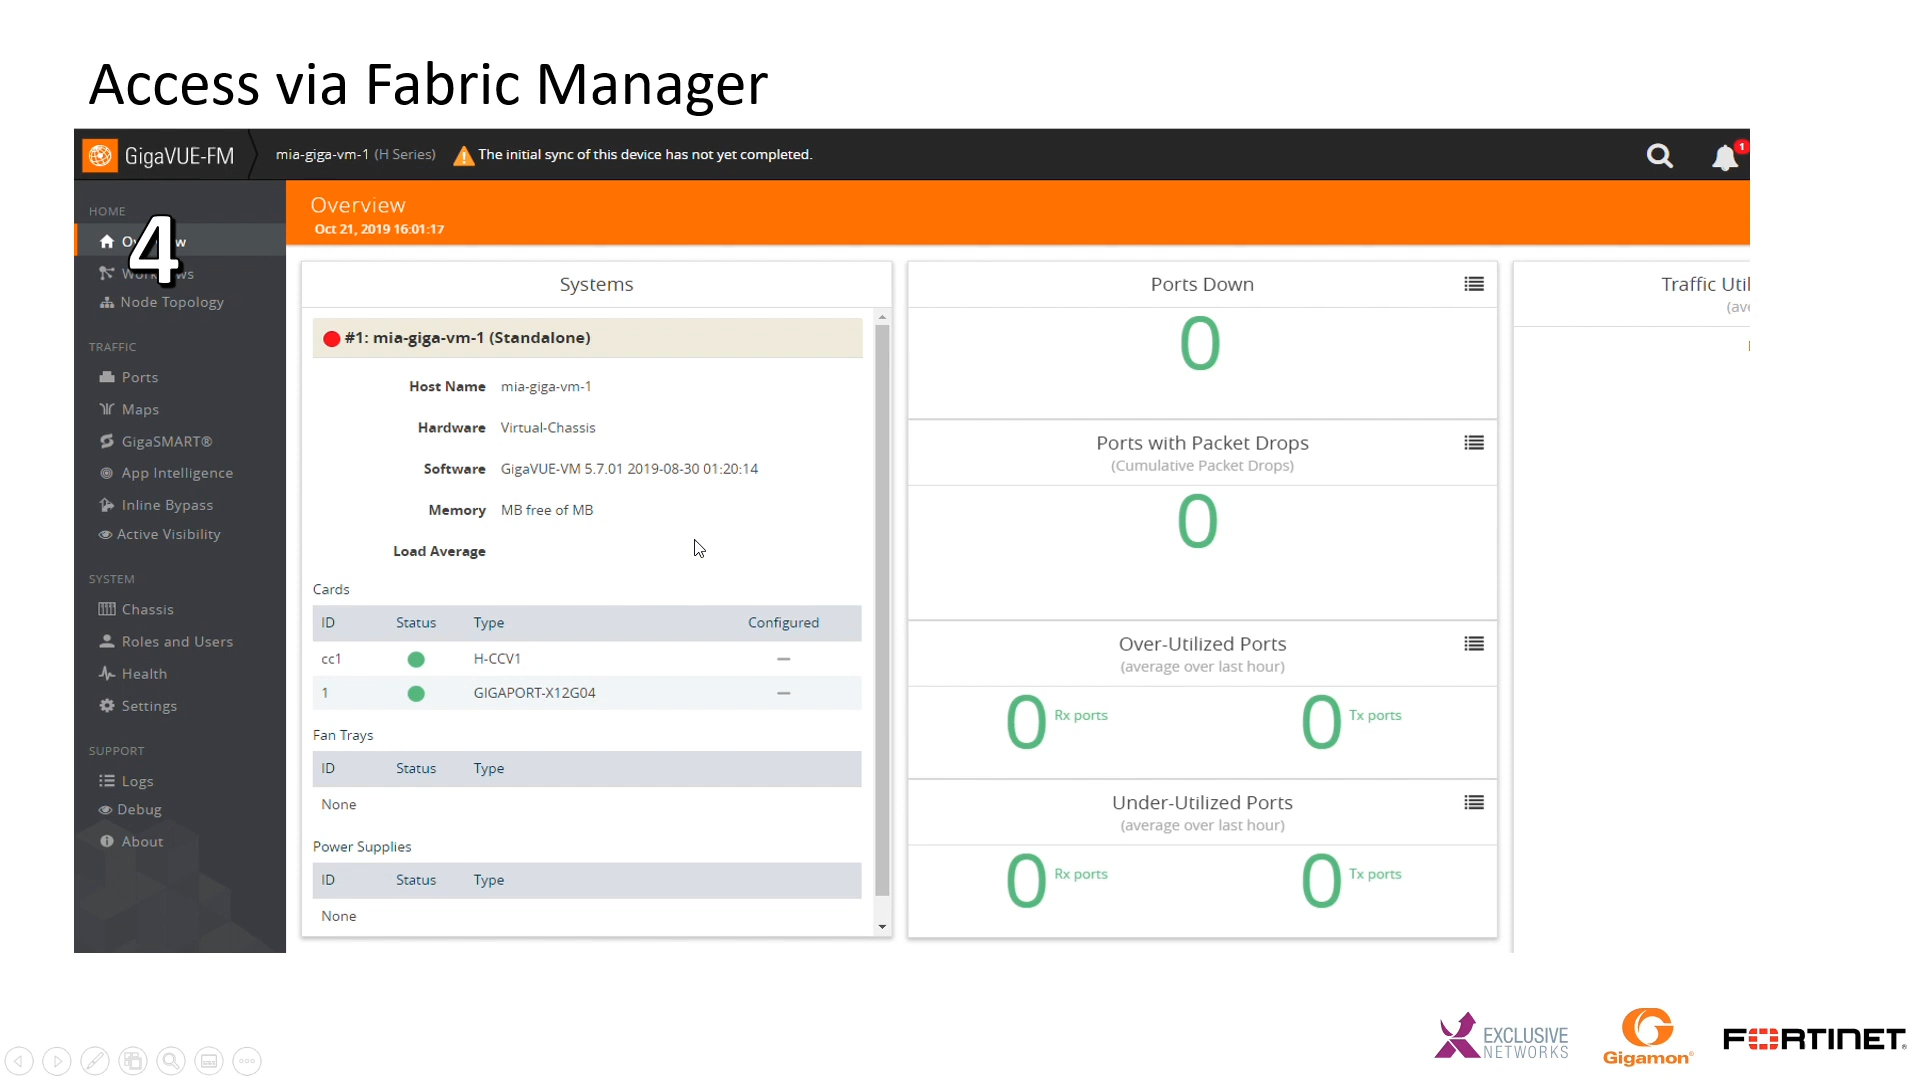 Access via Fabric Manager
GigaVUE-FM
mia-giga-vm-1 (H Series)
The initial sync of this device has not yet completed.
1
HOME
4
Node Topology
TRAFFIC
Ports
Maps
GigaSMART®
App Intelligence
Inline Bypass
Active Visibility
SYSTEM
Chassis
Roles and Users
Health
Settings
SUPPORT
Logs
Debug
About
Overview
Oct 21, 2019 16:01:17
Systems
#1: mia-giga-vm-1 (Standalone)
Host Name mia-giga-vm-1
Hardware Virtual-Chassis
Software GigaVUE-VM 5.7.01 2019-08-30 01:20:14
Memory MB free of MB
Load Average
Cards
ID Status Type Configured
cc1 H-CCV1 —
1 GIGAPORT-X12G04 —
Fan Trays
ID Status Type
None
Power Supplies
ID Status Type
None
Ports Down
0
Ports with Packet Drops
(Cumulative Packet Drops)
0
Over-Utilized Ports
(average over last hour)
0 Rx ports 0 Tx ports
Under-Utilized Ports
(average over last hour)
0 Rx ports 0 Tx ports
Traffic Util
(ave
EXCLUSIVE
NETWORKS
Gigamon®
FORTINET®